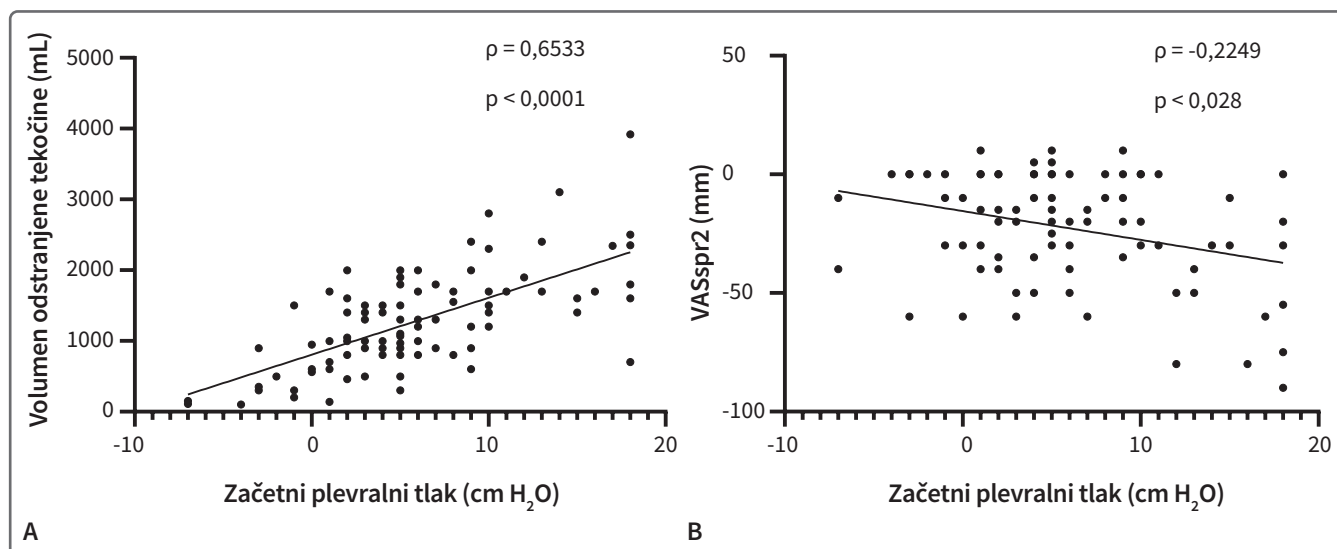 Volumen odstranjene tekočine (mL)
5000
4000
3000
2000
1000
0
-10
0
10
20
ρ = 0,6533
p < 0,0001
Začetni plevralni tlak (cm H₂O)
A
VASspr2 (mm)
50
0
-50
-100
-10
0
10
20
ρ = -0,2249
p < 0,028
Začetni plevralni tlak (cm H₂O)
B